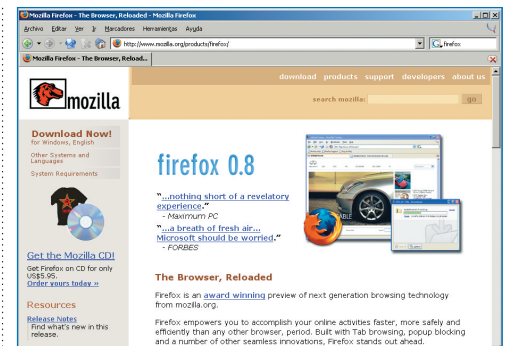 Mozilla Firefox - The Browser, Reloaded - Mozilla Firefox
Archivo Editar Ver Ir Marcadores Herramientas Ayuda
http://www.mozilla.org/products/firefox/
firefox
Mozilla Firefox - The Browser, Reload...
download products support developers about us
mozilla
search mozilla: go
Download Now!
for Windows, English
Other Systems and
Languages
System Requirements
Get the Mozilla CD!
Get Firefox on CD for only
US$5.95.
Order yours today »
Resources
Release Notes
Find what's new in this
release.
firefox 0.8
"...nothing short of a revelatory
experience."
- Maximum PC
"...a breath of fresh air...
Microsoft should be worried."
- FORBES
The Browser, Reloaded
Firefox is an award winning preview of next generation browsing technology
from mozilla.org.
Firefox empowers you to accomplish your online activities faster, more safely and
efficiently than any other browser, period. Built with Tab browsing, popup blocking
and a number of other seamless innovations, Firefox stands out ahead.